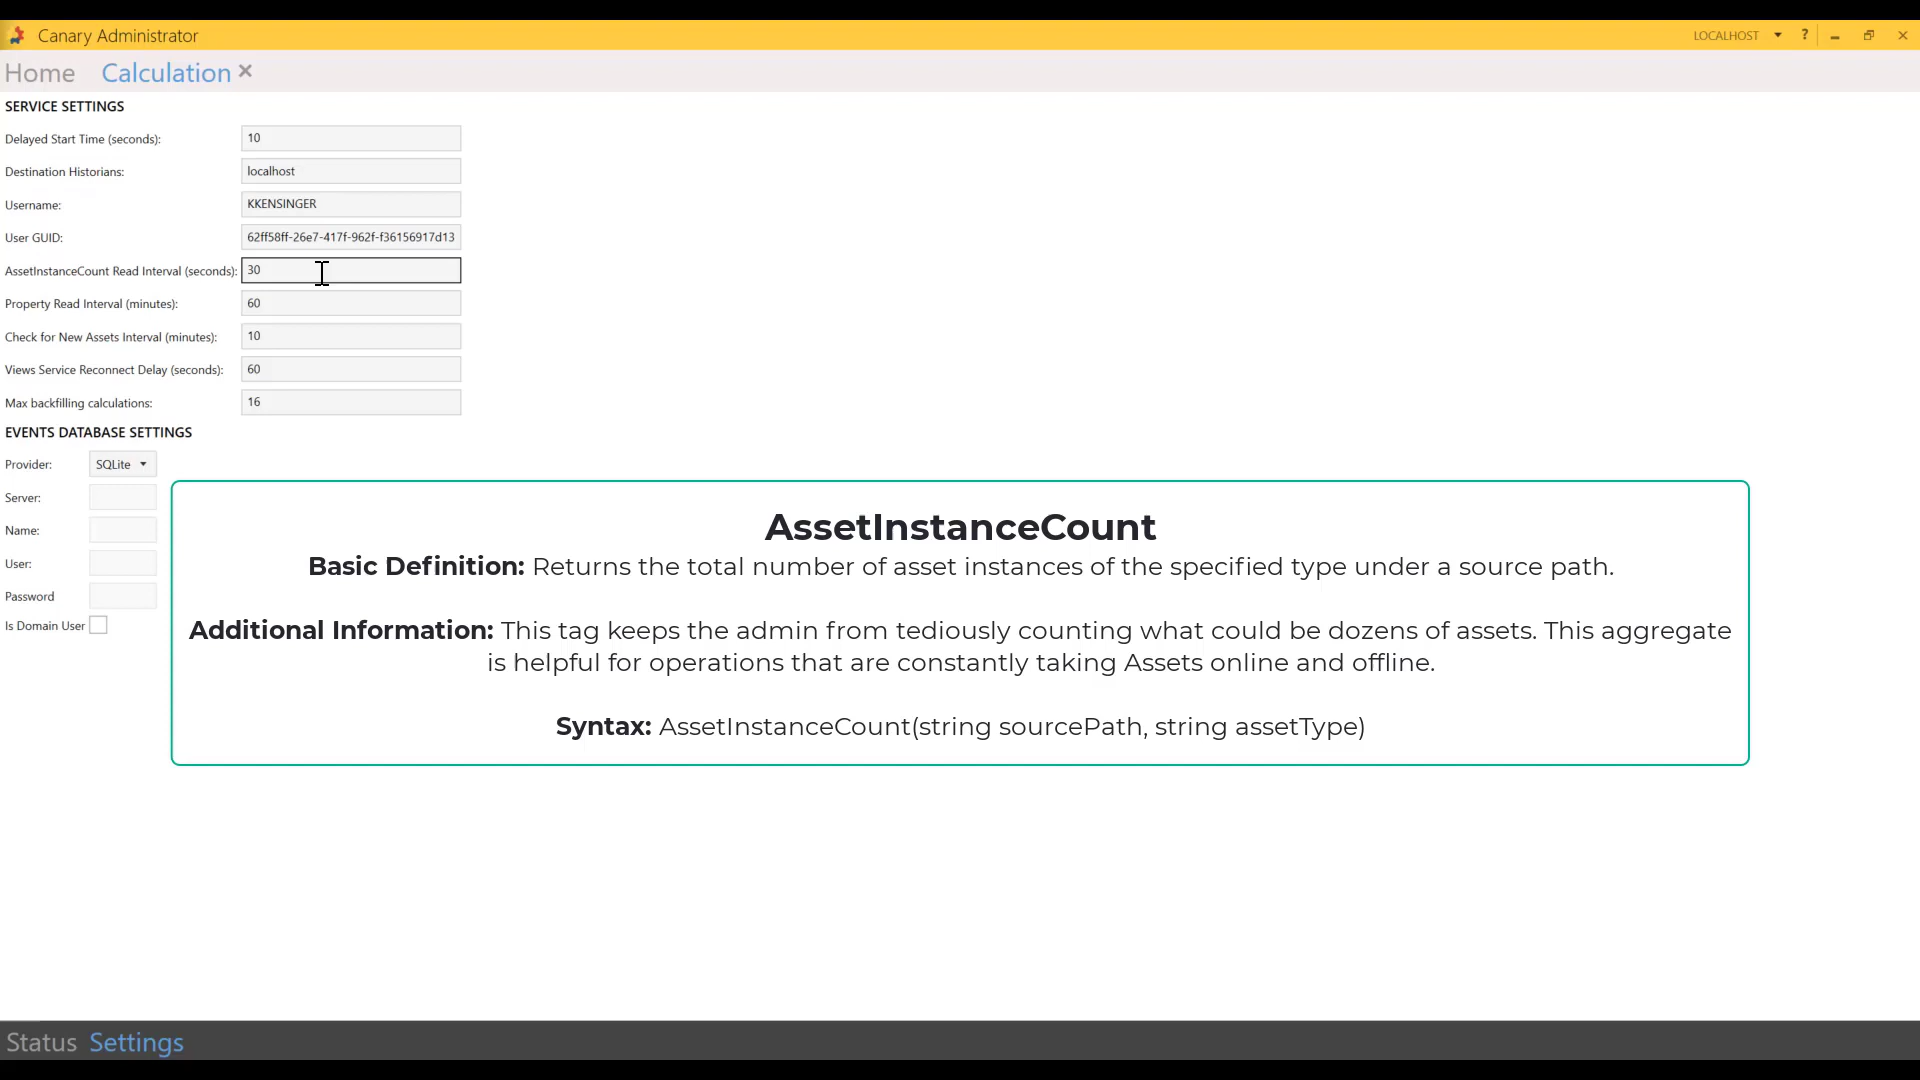 Canary Administrator
LOCALHOST ?
Home Calculation
SERVICE SETTINGS
Delayed Start Time (seconds): 10
Destination Historians: localhost
Username: KKENSINGER
User GUID: 62ff58ff-26e7-417f-962f-f36156917d13
AssetInstanceCount Read Interval (seconds): 30
Property Read Interval (minutes): 60
Check for New Assets Interval (minutes): 10
Views Service Reconnect Delay (seconds): 60
Max backfilling calculations: 16
EVENTS DATABASE SETTINGS
Provider: SQLite
Server:
Name:
User:
Password
Is Domain User
AssetInstanceCount
Basic Definition: Returns the total number of asset instances of the specified type under a source path.
Additional Information: This tag keeps the admin from tediously counting what could be dozens of assets. This aggregate
is helpful for operations that are constantly taking Assets online and offline.
Syntax: AssetInstanceCount(string sourcePath, string assetType)
Status Settings